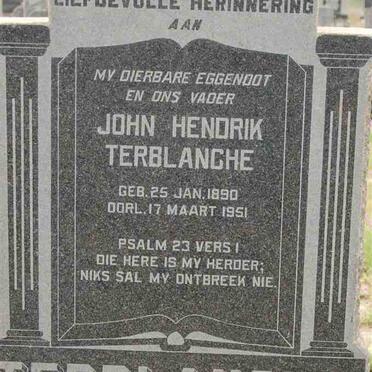 LIEFDEVOLLE HERINNERING
AAN
MY DIERBARE EGGENOOT
EN ONS VADER
JOHN HENDRIK
TERBLANCHE
GEB. 25 JAN. 1890
OORL. 17 MAART 1951
PSALM 23 VERS 1
DIE HERE IS MY HERDER;
NIKS SAL MY ONTBREEK NIE.
TERBLANCHE